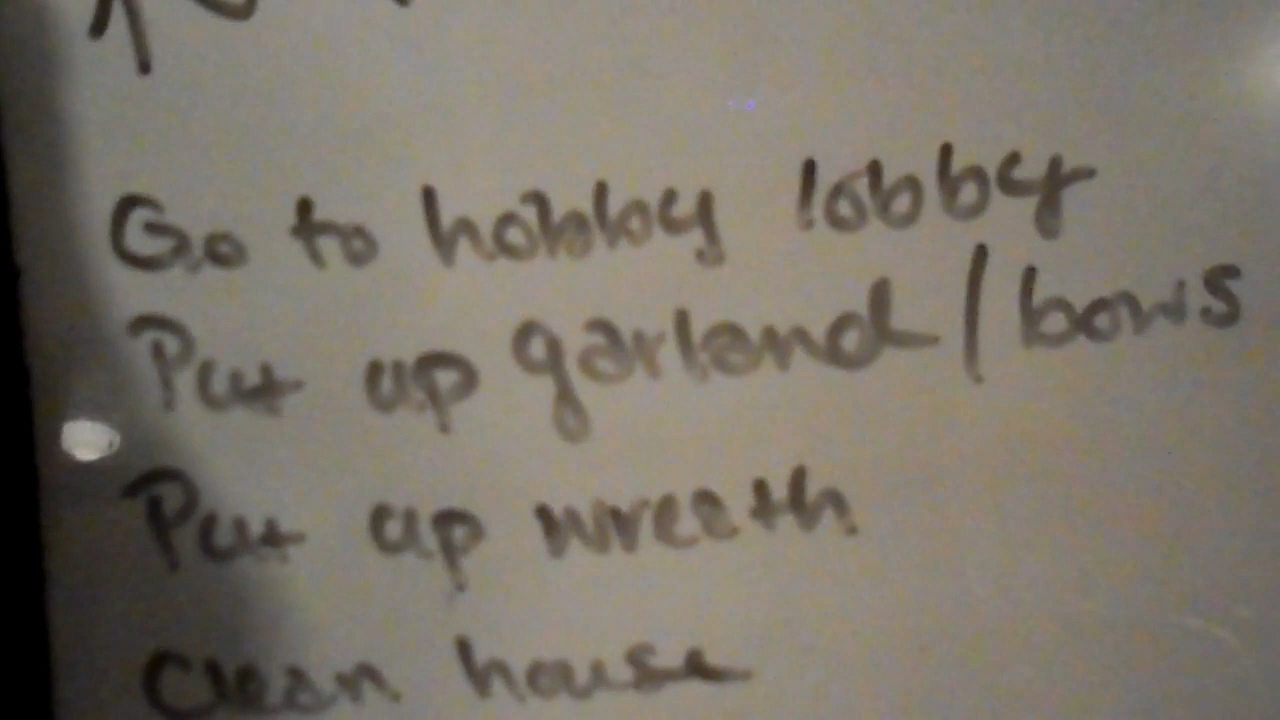 Go to hobby lobby
Put up garland/bows
Put up wreath
Clean house